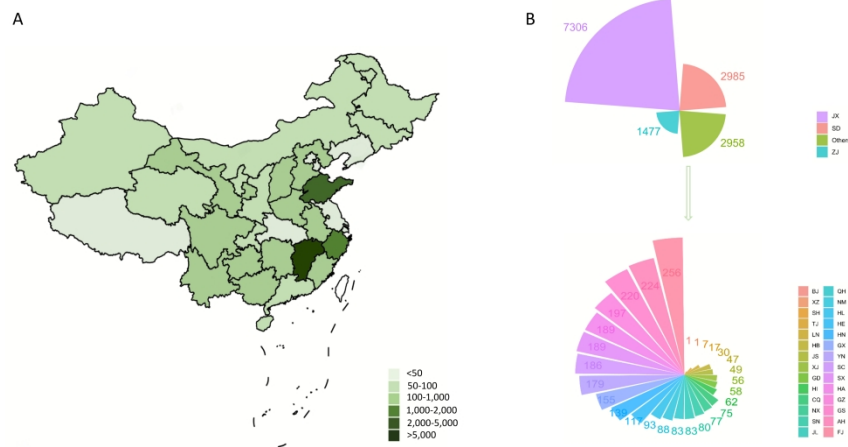 A
<50
50-100
100-1,000
1,000-2,000
2,000-5,000
>5,000
B
7306
2985
1477
2958
JX
SD
Other
ZJ
256
224
220
197
189
189
186
179
155
139
117
93
88
83
83
80
77
75
62
58
56
49
47
30
17
7
1
1
BJ
XZ
SH
TJ
LN
HB
JS
XJ
GD
HI
CQ
NX
SN
JL
QH
NM
HL
HE
HN
GX
YN
SC
SX
HA
GZ
GS
AH
FJ